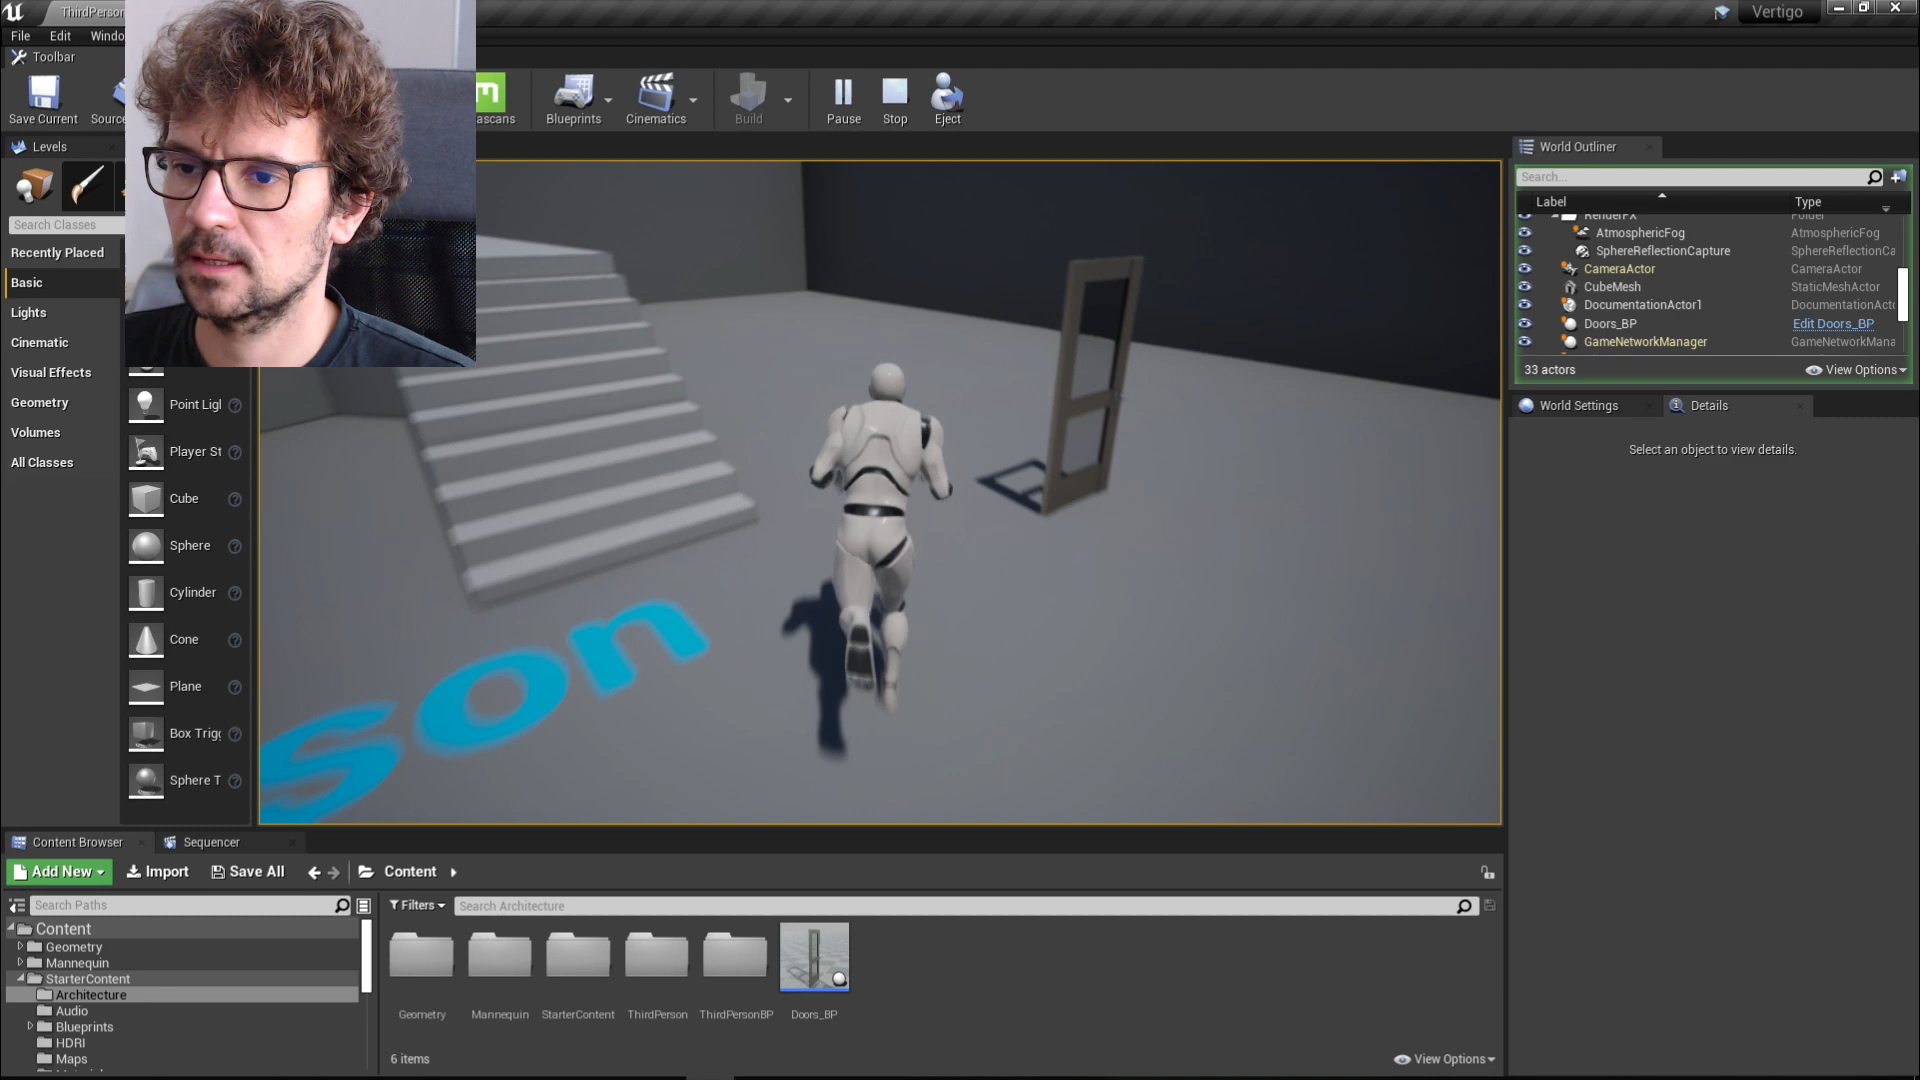 ThirdPerson
Vertigo
File
Edit
Windo
Toolbar
Save Current
Source
ascans
Blueprints
Cinematics
Build
Pause
Stop
Eject
Levels
Search Classes
Recently Placed
Basic
Lights
Cinematic
Visual Effects
Geometry
Volumes
All Classes
Point Ligl
Player St
Cube
Sphere
Cylinder
Cone
Plane
Box Trigg
Sphere T
son
World Outliner
Search...
Label
Type
RenderFX
Folder
AtmosphericFog
AtmosphericFog
SphereReflectionCapture
SphereReflectionCa
CameraActor
CameraActor
CubeMesh
StaticMeshActor
DocumentationActor1
DocumentationActo
Doors_BP
Edit Doors_BP
GameNetworkManager
GameNetworkMana
33 actors
View Options
World Settings
Details
Select an object to view details.
Content Browser
Sequencer
Add New
Import
Save All
Content
Search Paths
Filters
Search Architecture
Content
Geometry
Mannequin
StarterContent
Architecture
Audio
Blueprints
HDRI
Maps
Geometry
Mannequin
StarterContent
ThirdPerson
ThirdPersonBP
Doors_BP
6 items
View Options